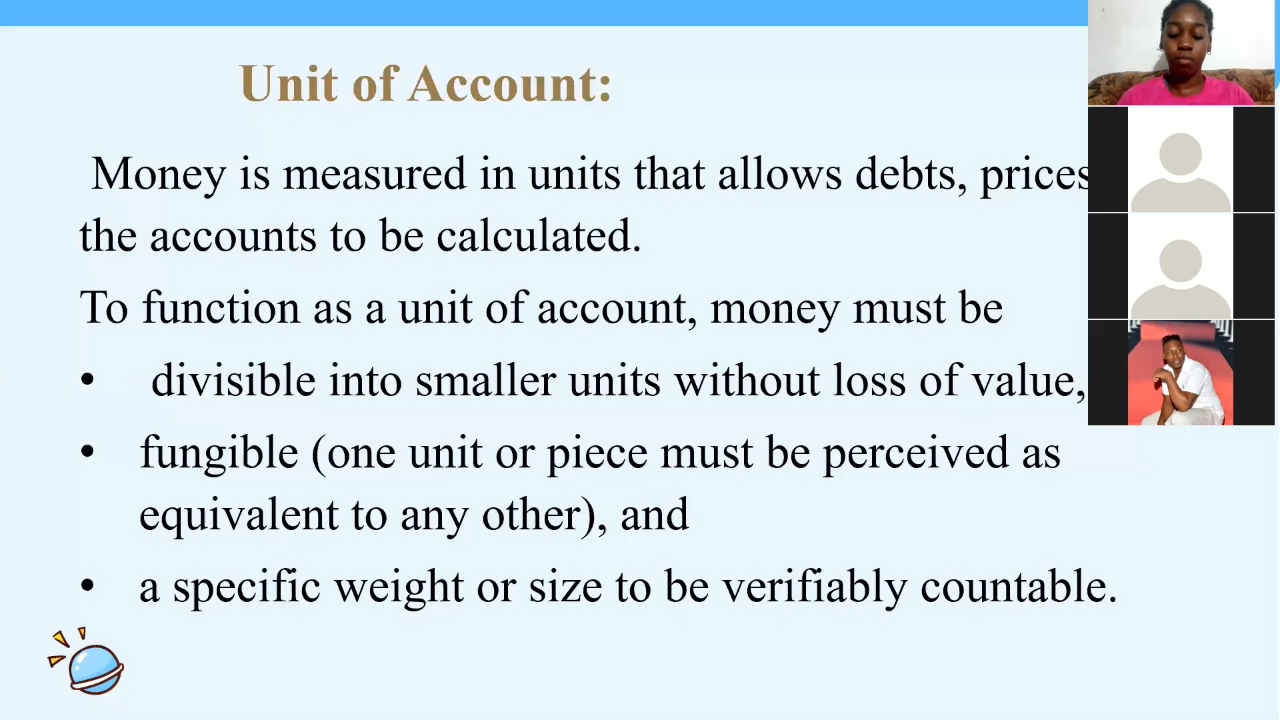 Unit of Account:
Money is measured in units that allows debts, prices
the accounts to be calculated.
To function as a unit of account, money must be
• divisible into smaller units without loss of value,
• fungible (one unit or piece must be perceived as
equivalent to any other), and
• a specific weight or size to be verifiably countable.